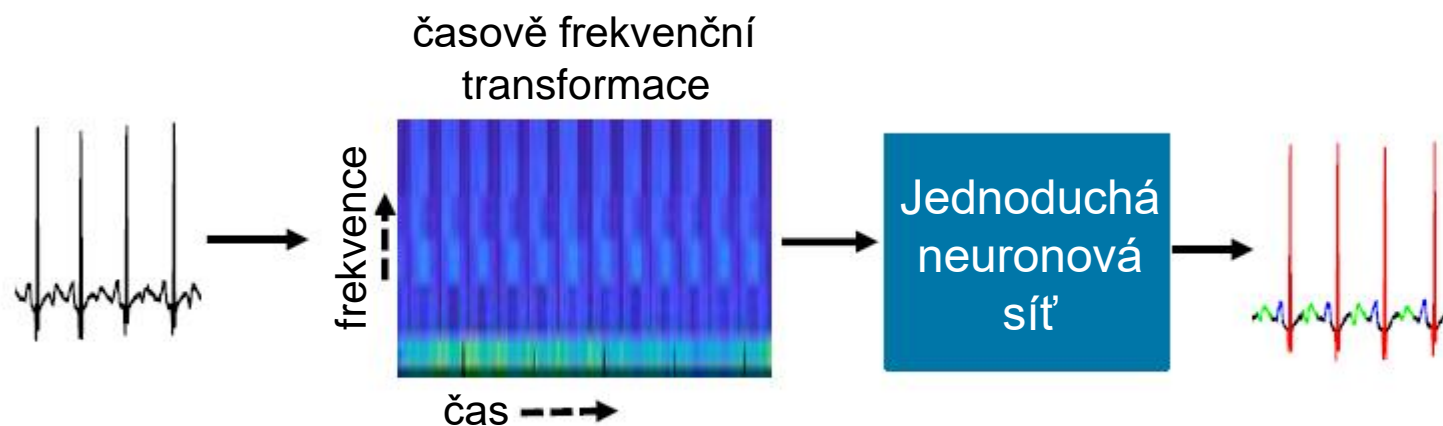 časově frekvenční
transformace
frekvence
čas
Jednoduchá
neuronová
síť